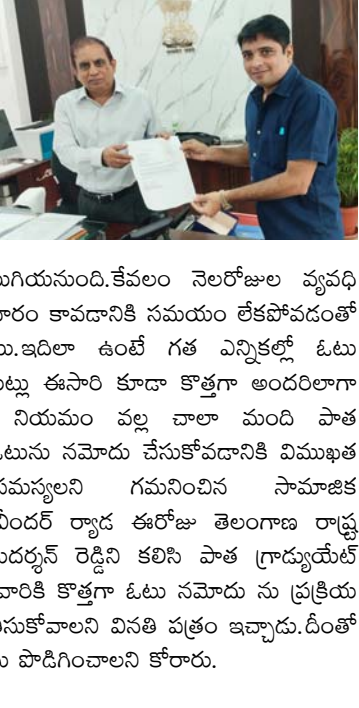 ముగియనుంది.కేవలం నెలరోజుల వ్యవధి
కారం కావడానికి సమయం లేకపోవడంతో
ఇదిలా ఉంటే గత ఎన్నికల్లో ఓటు
ఈసారి కూడా కొత్తగా అందరిలాగా
నియమం వల్ల చాలా మంది పాత
ఓటును నమోదు చేసుకోవడానికి విముఖత
సమస్యలని గమనించిన సామాజిక
ర్యాడ ఈరోజు తెలంగాణ రాష్ట్ర
సుదర్శన్ రెడ్డిని కలిసి పాత గ్రాడ్యుయేట్
వారికి కొత్తగా ఓటు నమోదు ను ప్రక్రియ
తీసుకోవాలని వినతి పత్రం ఇచ్చాడు.దీంతో
పొడిగించాలని కోరారు.